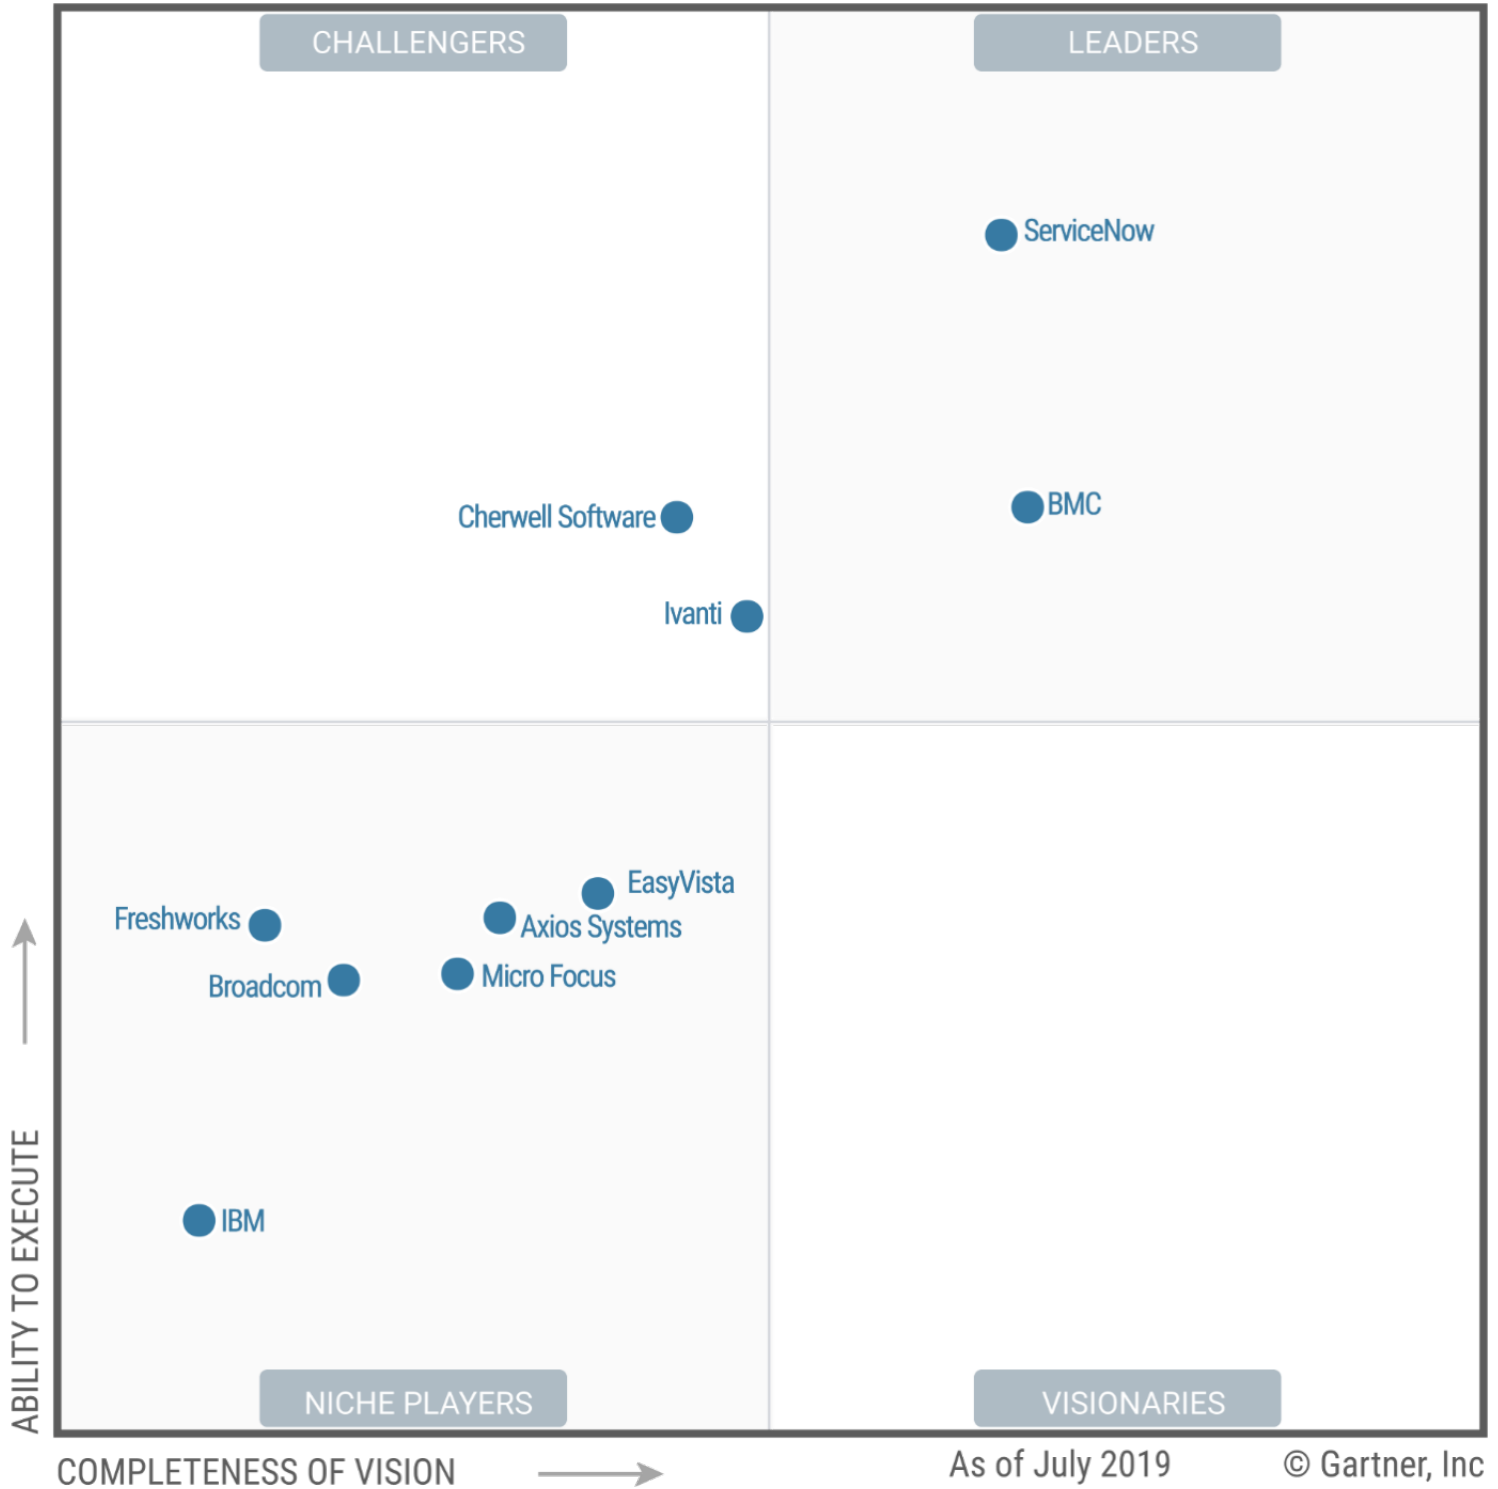 CHALLENGERS
LEADERS
ServiceNow
BMC
Cherwell Software
Ivanti
EasyVista
Freshworks
Axios Systems
Broadcom
Micro Focus
IBM
NICHE PLAYERS
VISIONARIES
ABILITY TO EXECUTE
COMPLETENESS OF VISION
As of July 2019
© Gartner, Inc